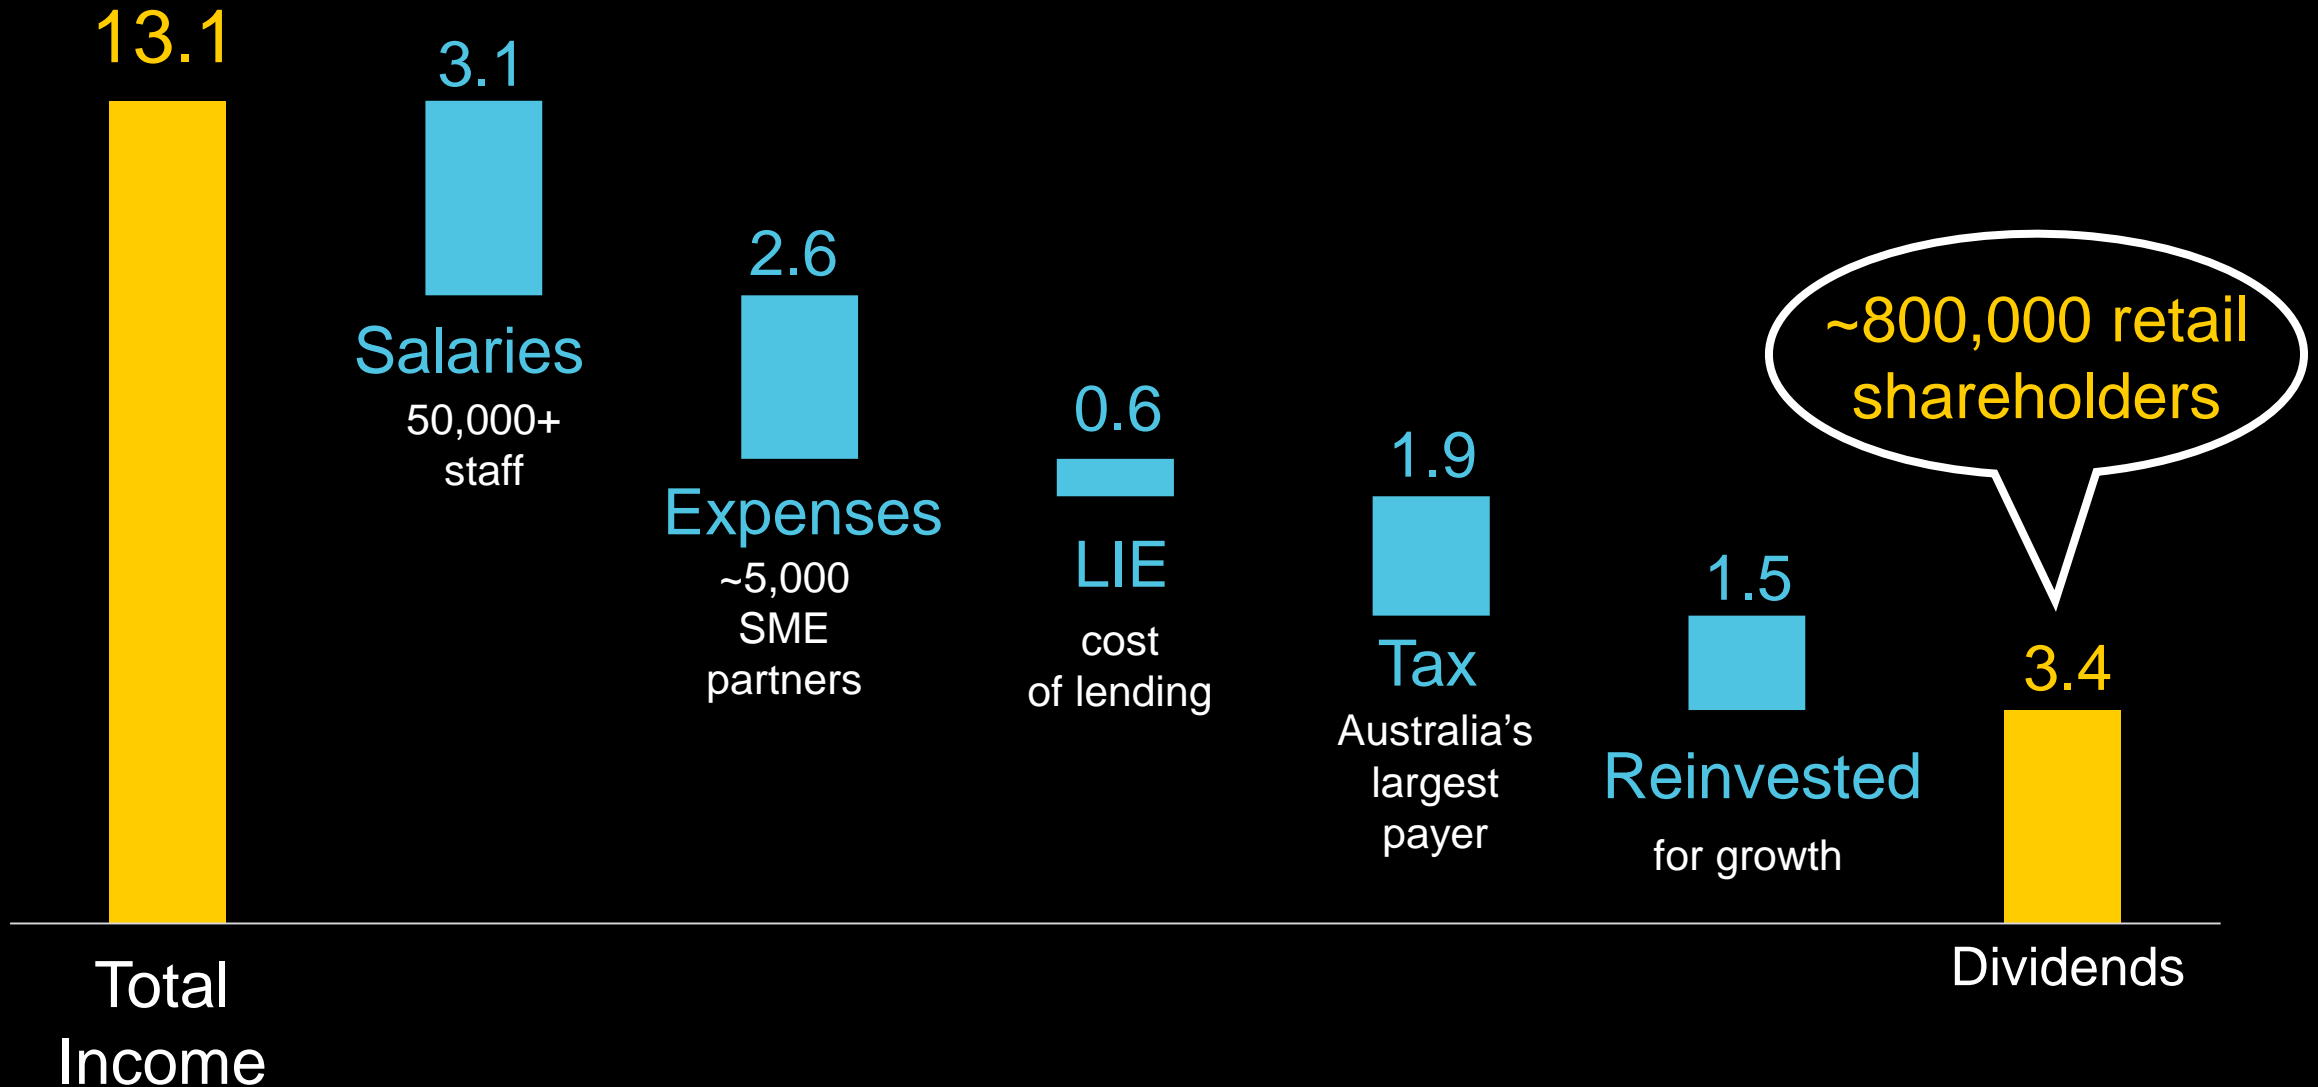 13.1
Total
Income
3.1
Salaries
50,000+
staff
2.6
Expenses
~5,000
SME
partners
0.6
LIE
cost
of lending
1.9
Tax
Australia’s
largest
payer
1.5
Reinvested
for growth
~800,000 retail
shareholders
3.4
Dividends